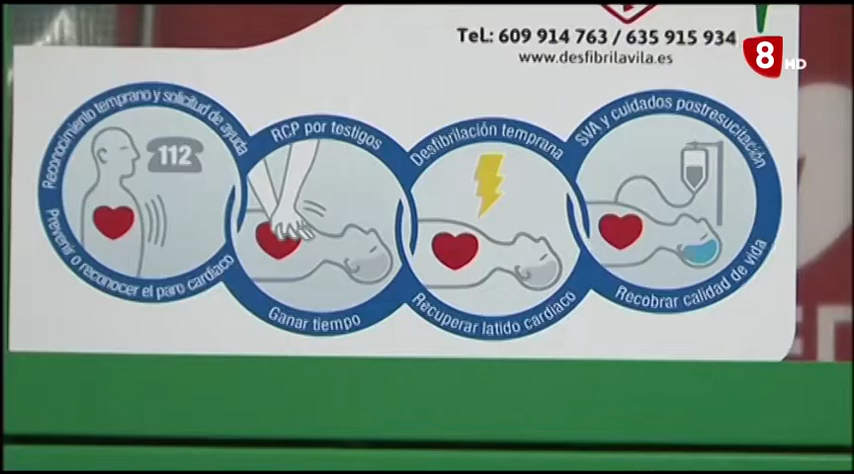 Tel.: 609 914 763 / 635 915 934
www.desfibrilavila.es
8 HD
Reconocimiento temprano y solicitud de ayuda
112
Prevenir o reconocer el paro cardíaco
RCP por testigos
Ganar tiempo
Desfibrilación temprana
Recuperar latido cardíaco
SVA y cuidados postresucitación
Recobrar calidad de vida